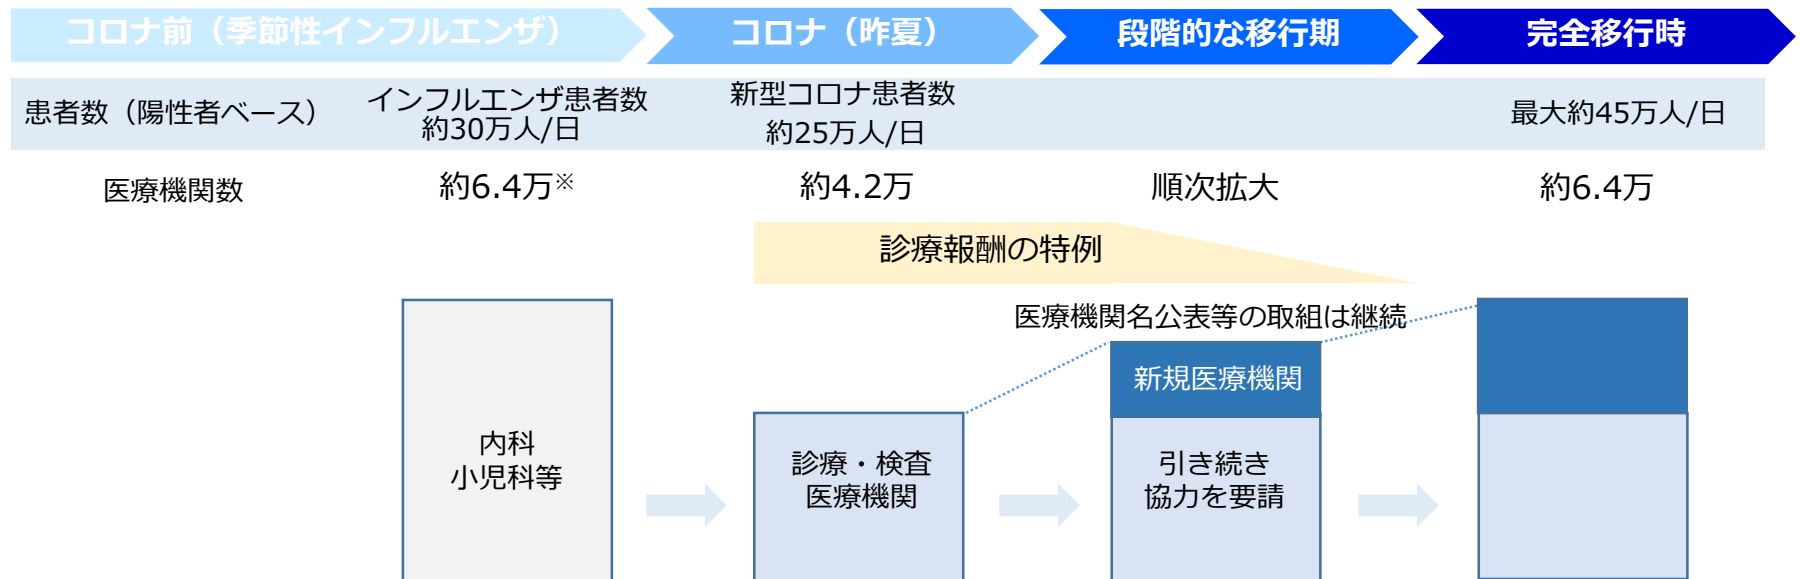 コロナ前（季節性インフルエンザ）
コロナ（昨夏）
段階的な移行期
完全移行時
患者数（陽性者ベース）
インフルエンザ患者数
約30万人/日
新型コロナ患者数
約25万人/日
最大約45万人/日
医療機関数
約6.4万※
約4.2万
順次拡大
約6.4万
診療報酬の特例
医療機関名公表等の取組は継続
新規医療機関
内科
小児科等
診療・検査
医療機関
引き続き
協力を要請